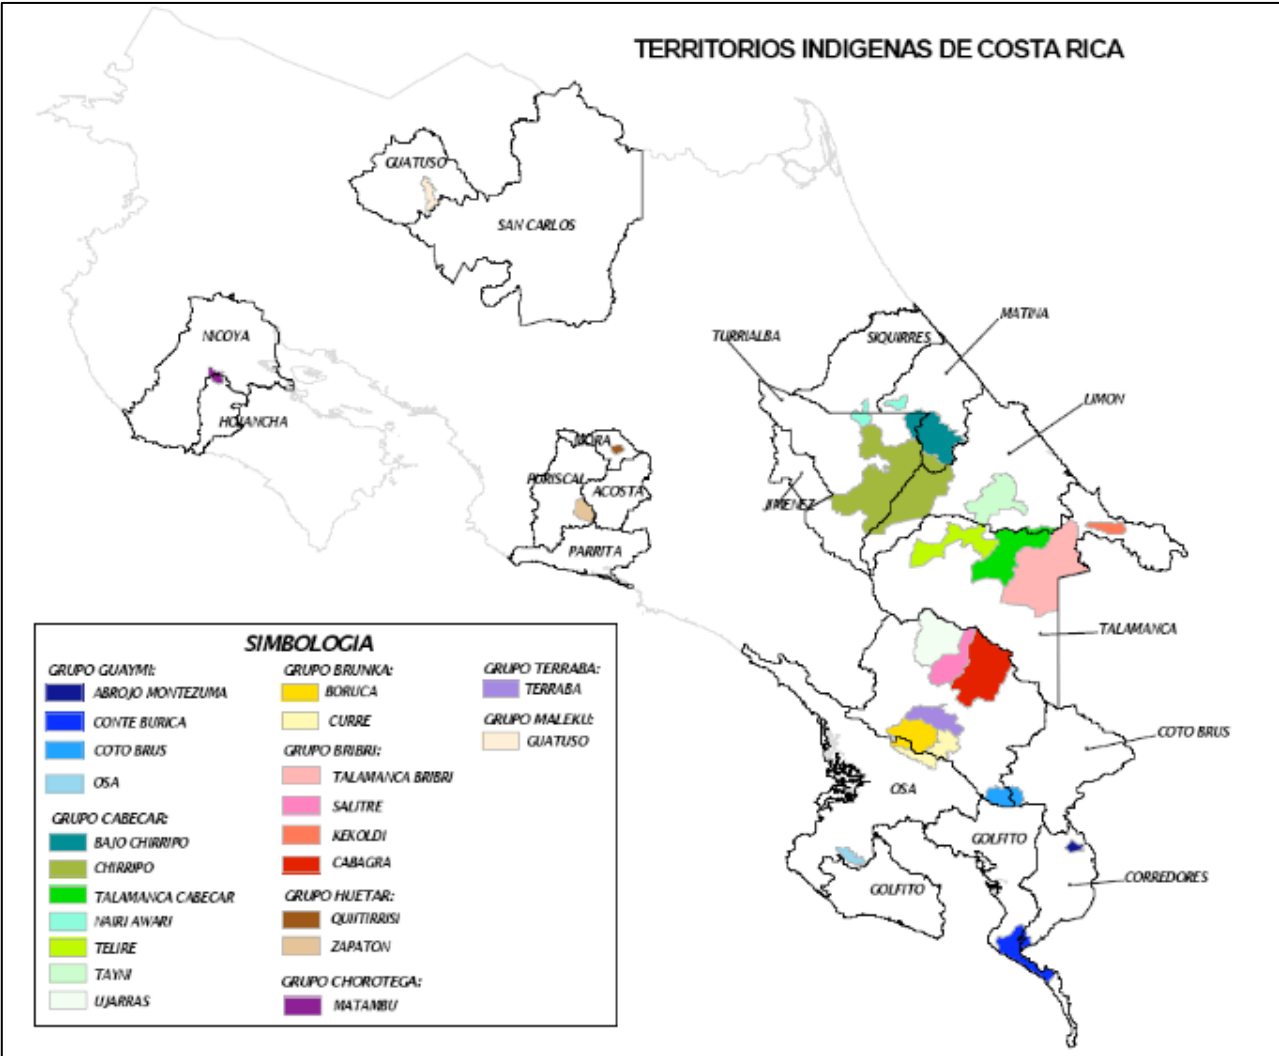 TERRITORIOS INDIGENAS DE COSTA RICA
GUATUSO
SAN CARLOS
NICOYA
HOJANCHA
MORA
PURISCAL
ACOSTA
PARRITA
TURRIALBA
SIQUIRRES
MATINA
LIMON
JIMENEZ
TALAMANCA
COTO BRUS
OSA
GOLFITO
GOLFITO
CORREDORES
SIMBOLOGIA
GRUPO GUAYMI:
ABROJO MONTEZUMA
CONTE BURICA
COTO BRUS
OSA
GRUPO CABECAR:
BAJO CHIRRIPO
CHIRRIPO
TALAMANCA CABECAR
NAIRI AWARI
TELIRE
TAYNI
UJARRAS
GRUPO BRUNKA:
BORUCA
CURRE
GRUPO BRIBRI:
TALAMANCA BRIBRI
SALITRE
KEKOLDI
CABAGRA
GRUPO HUETAR:
QUITIRRISI
ZAPATON
GRUPO CHOROTEGA:
MATAMBU
GRUPO TERRABA:
TERRABA
GRUPO MALEKU:
GUATUSO